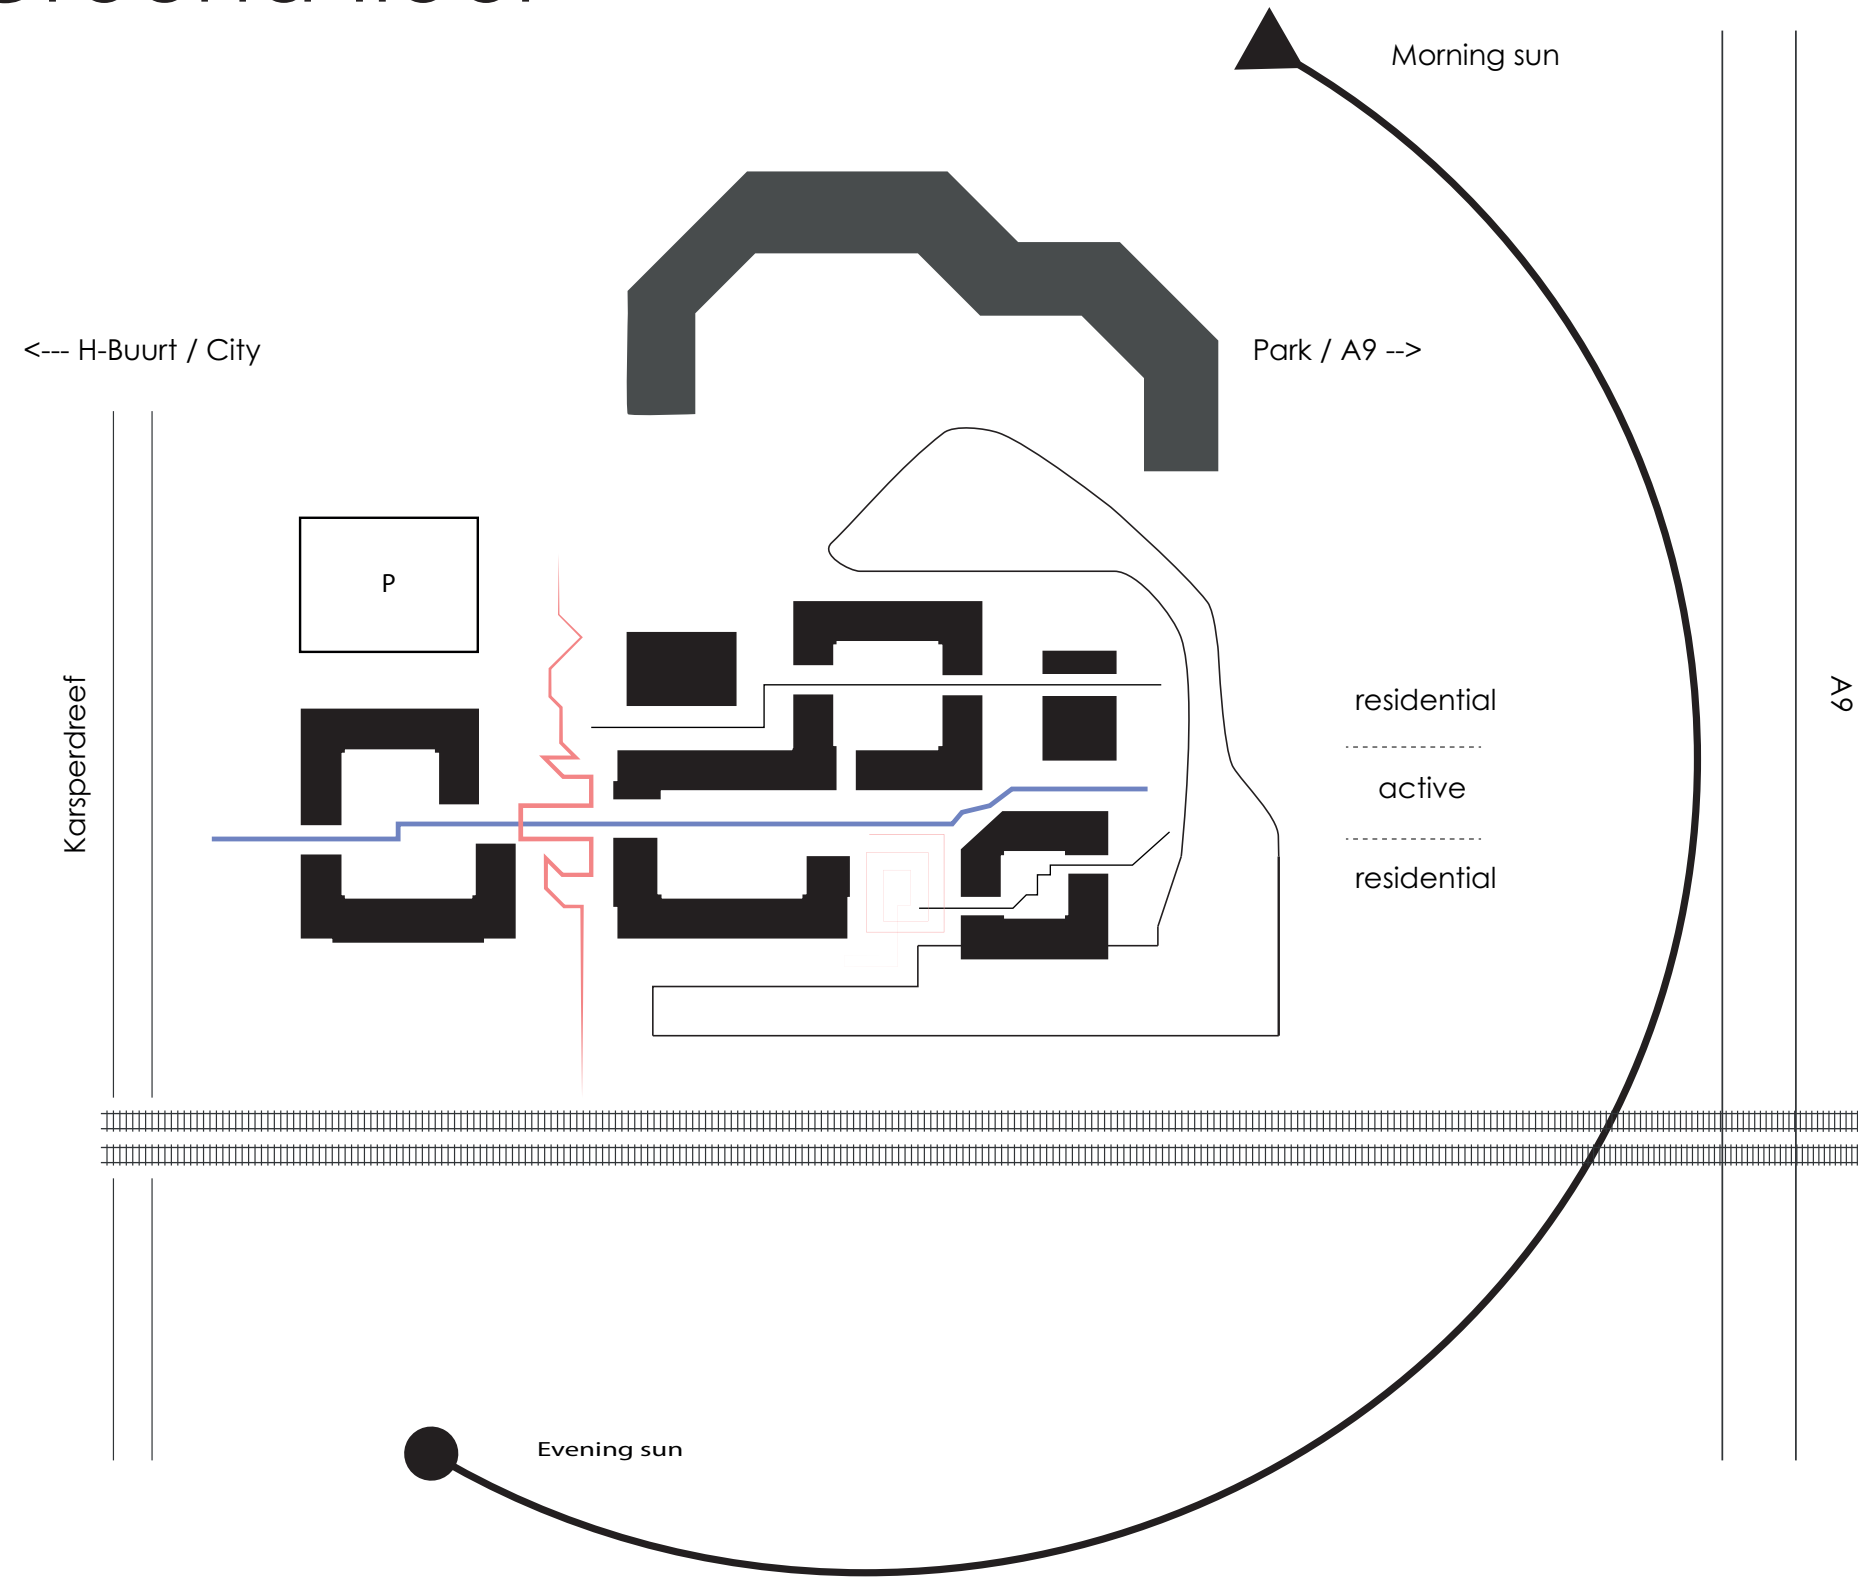 Morning sun
<--- H-Buurt / City
Park / A9 -->
P
Karsperdreef
residential
A9
active
residential
Evening sun